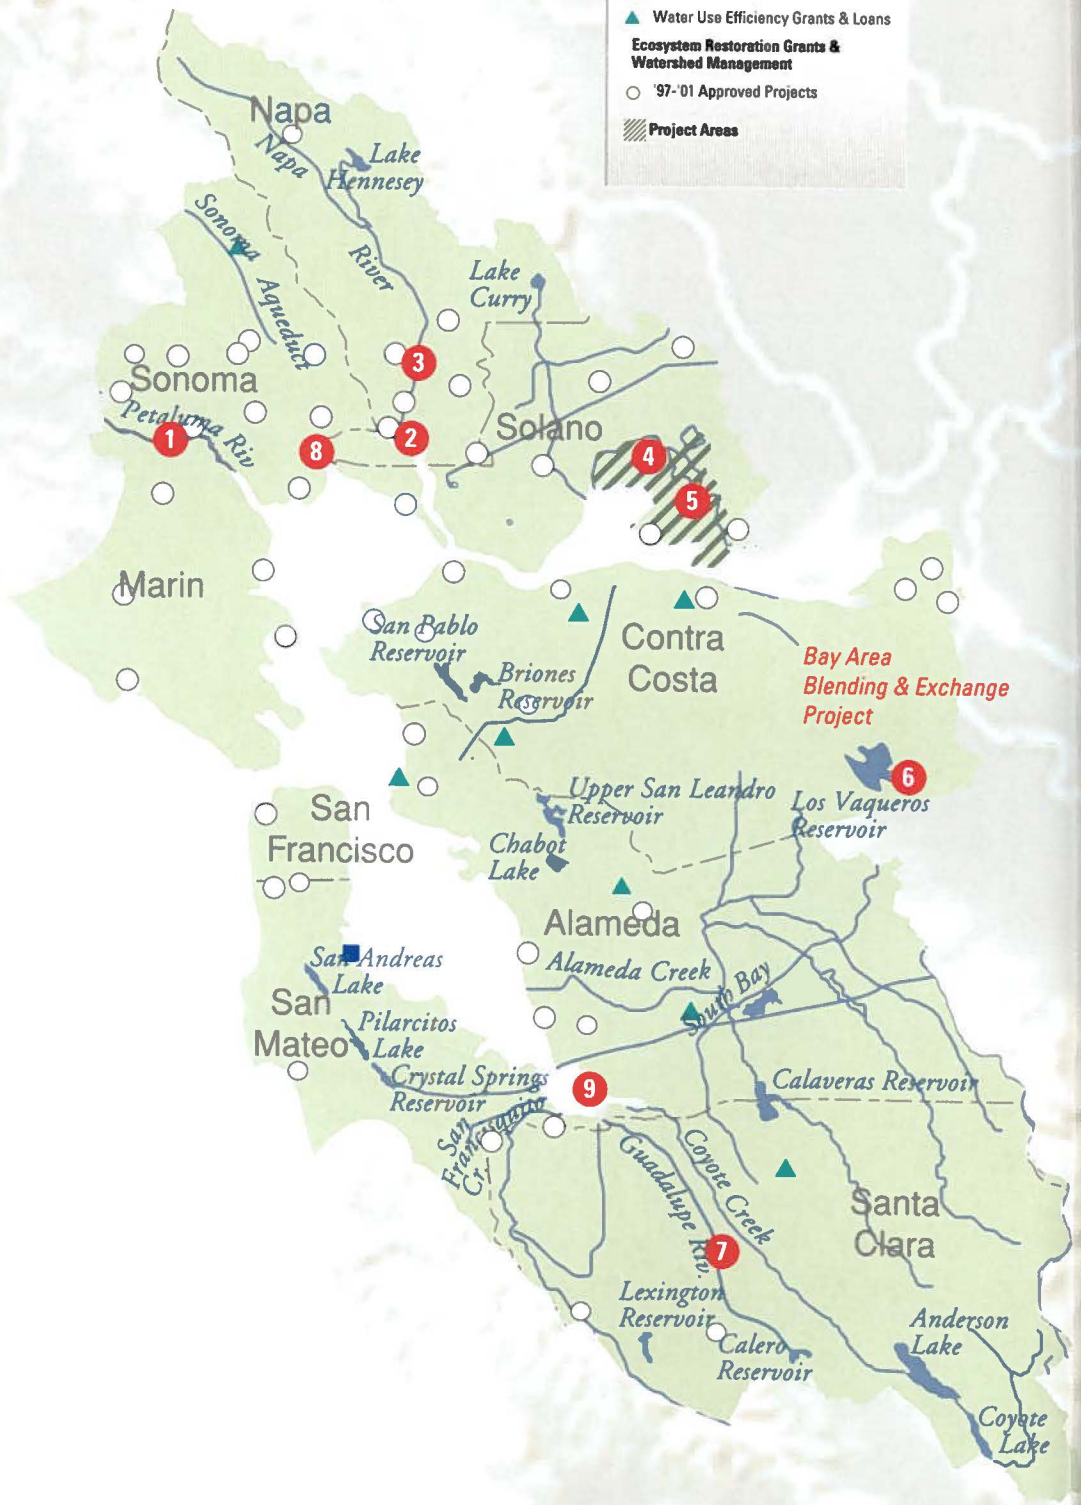 Water Use Efficiency Grants & Loans
Ecosystem Restoration Grants &
Watershed Management
'97-'01 Approved Projects
Project Areas
Napa
Napa
River
Lake
Hennesey
Sonoma
Aqueduct
Lake
Curry
3
Sonoma
Petaluma Riv
1
8
2
Solano
4
5
Marin
San Pablo
Reservoir
Briones
Reservoir
Contra
Costa
Bay Area
Blending & Exchange
Project
6
San
Francisco
Upper San Leandro
Reservoir
Los Vaqueros
Reservoir
Chabot
Lake
Alameda
Alameda Creek
South Bay
San Andreas
Lake
San
Mateo
Pilarcitos
Lake
Crystal Springs
Reservoir
9
Calaveras Reservoir
San
Francisquito
Cr.
Guadalupe Riv.
Coyote Creek
7
Santa
Clara
Lexington
Reservoir
Calero
Reservoir
Anderson
Lake
Coyote
Lake